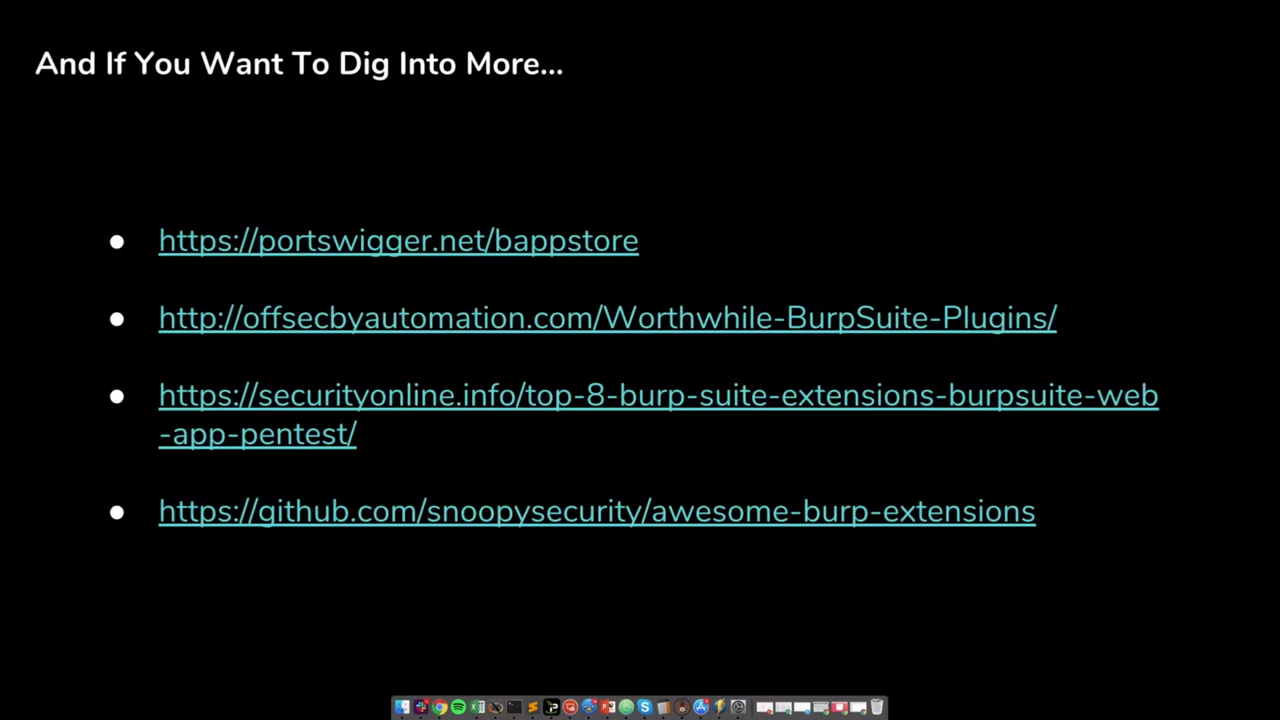 And If You Want To Dig Into More...
● https://portswigger.net/bappstore
● http://offsecbyautomation.com/Worthwhile-BurpSuite-Plugins/
● https://securityonline.info/top-8-burp-suite-extensions-burpsuite-web
-app-pentest/
● https://github.com/snoopysecurity/awesome-burp-extensions